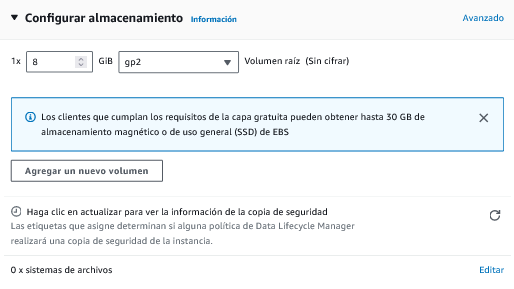 Configurar almacenamiento Información Avanzado
1x 8 GiB gp2 Volumen raíz (Sin cifrar)
Los clientes que cumplan los requisitos de la capa gratuita pueden obtener hasta 30 GB de
almacenamiento magnético o de uso general (SSD) de EBS
Agregar un nuevo volumen
Haga clic en actualizar para ver la información de la copia de seguridad
Las etiquetas que asigne determinan si alguna política de Data Lifecycle Manager
realizará una copia de seguridad de la instancia.
0 x sistemas de archivos Editar